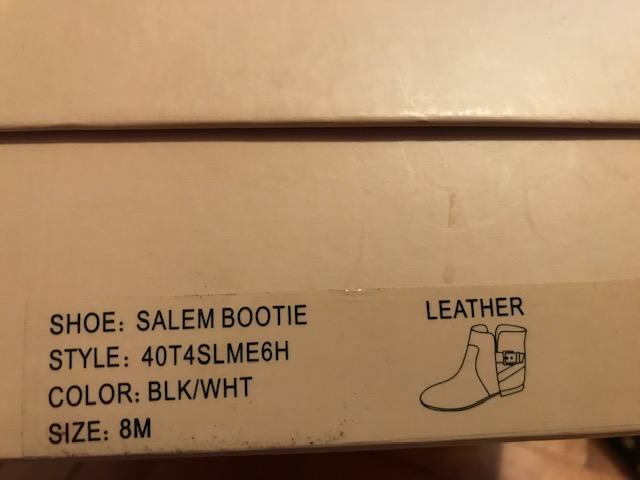 SHOE: SALEM BOOTIE
STYLE: 40T4SLME6H
COLOR: BLK/WHT
SIZE: 8M
LEATHER